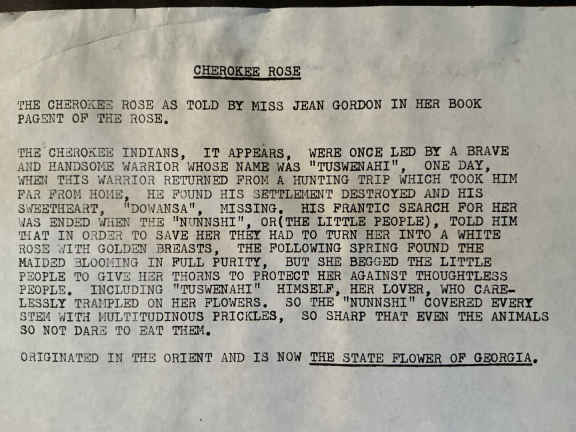 CHEROKEE ROSE
THE CHEROKEE ROSE AS TOLD BY MISS JEAN GORDON IN HER BOOK
PAGENT OF THE ROSE.
THE CHEROKEE INDIANS, IT APPEARS, WERE ONCE LED BY A BRAVE
AND HANDSOME WARRIOR WHOSE NAME WAS "TUSWENAHI", ONE DAY,
WHEN THIS WARRIOR RETURNED FROM A HUNTING TRIP WHICH TOOK HIM
FAR FROM HOME, HE FOUND HIS SETTLEMENT DESTROYED AND HIS
SWEETHEART, "DOWANSA", MISSING. HIS FRANTIC SEARCH FOR HER
WAS ENDED WHEN THE "NUNNSHI", OR(THE LITTLE PEOPLE), TOLD HIM
THAT IN ORDER TO SAVE HER THEY HAD TO TURN HER INTO A WHITE
ROSE WITH GOLDEN BREASTS, THE FOLLOWING SPRING FOUND THE
MAIDED BLOOMING IN FULL PURITY, BUT SHE BEGGED THE LITTLE
PEOPLE TO GIVE HER THORNS TO PROTECT HER AGAINST THOUGHTLESS
PEOPLE. INCLUDING "TUSWENAHI" HIMSELF, HER LOVER, WHO CARE-
LESSLY TRAMPLED ON HER FLOWERS. SO THE "NUNNSHI" COVERED EVERY
STEM WITH MULTITUDINOUS PRICKLES, SO SHARP THAT EVEN THE ANIMALS
SO NOT DARE TO EAT THEM.
ORIGINATED IN THE ORIENT AND IS NOW THE STATE FLOWER OF GEORGIA.